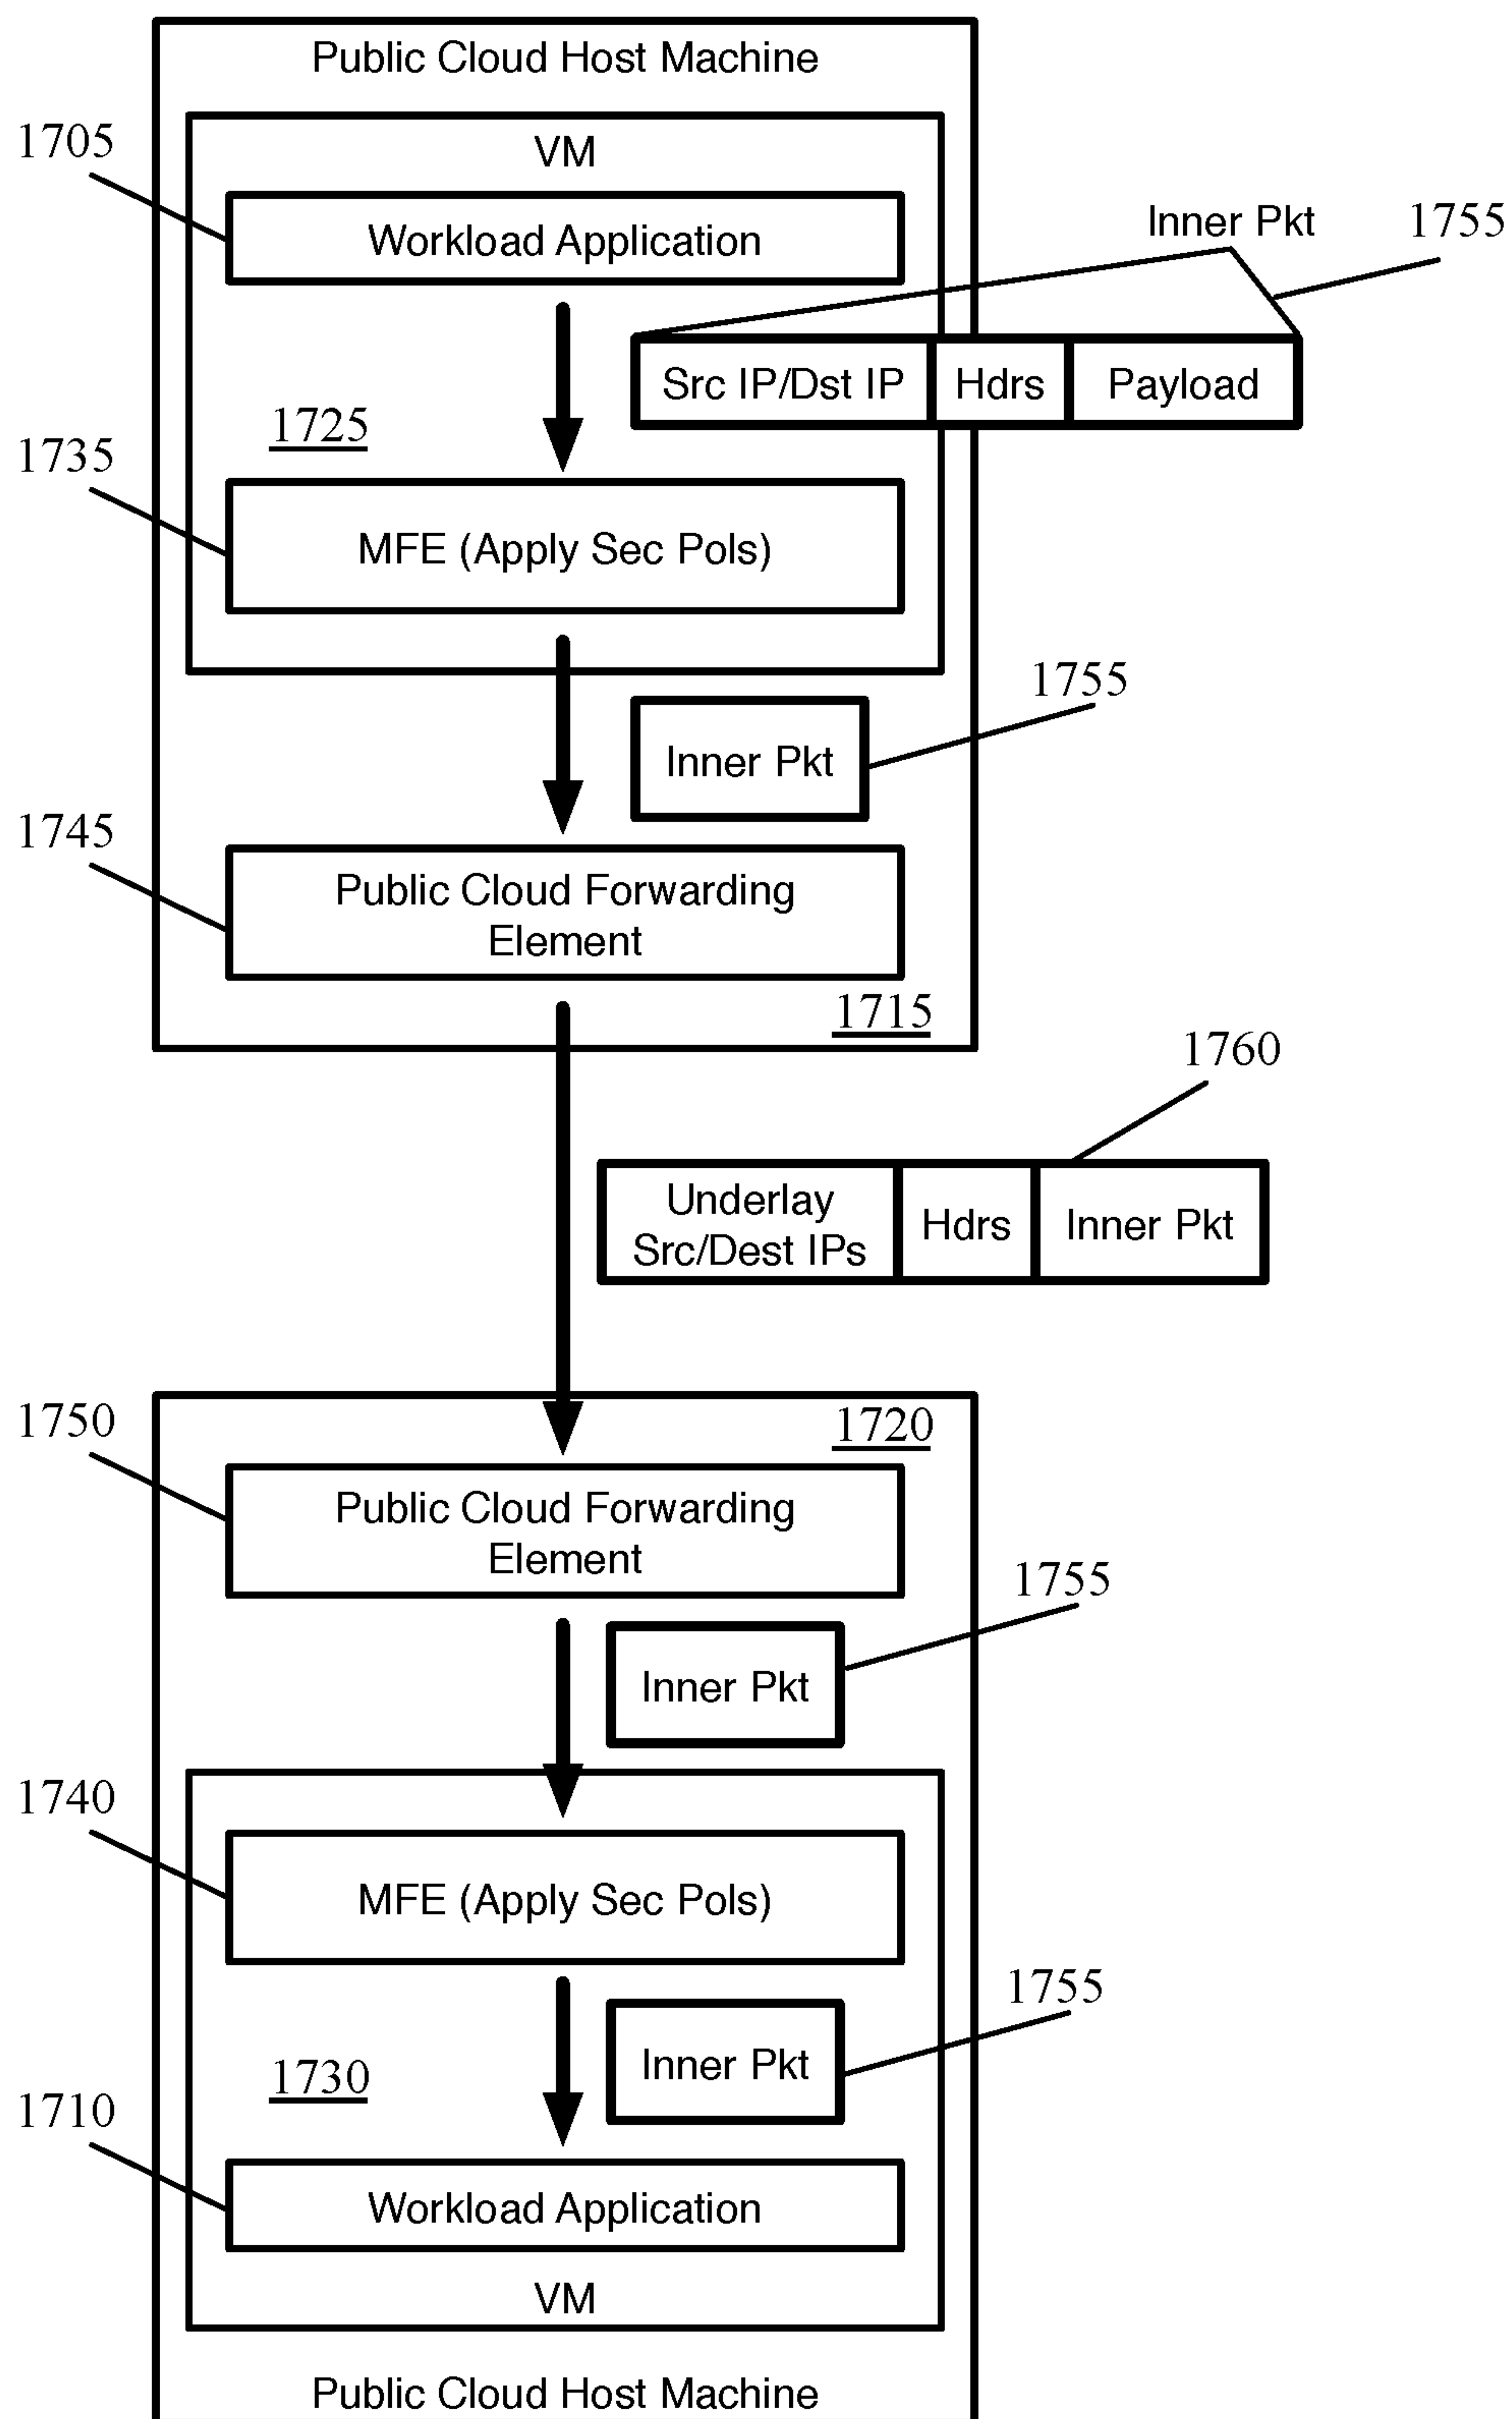 Public Cloud Host Machine
1705
VM
Workload Application
Inner Pkt
1755
Src IP/Dst IP
Hdrs
Payload
1725
1735
MFE (Apply Sec Pols)
1755
Inner Pkt
1745
Public Cloud Forwarding
Element
1715
1760
Underlay
Src/Dest IPs
Hdrs
Inner Pkt
1750
1720
Public Cloud Forwarding
Element
1755
Inner Pkt
1740
MFE (Apply Sec Pols)
1755
Inner Pkt
1730
1710
Workload Application
VM
Public Cloud Host Machine